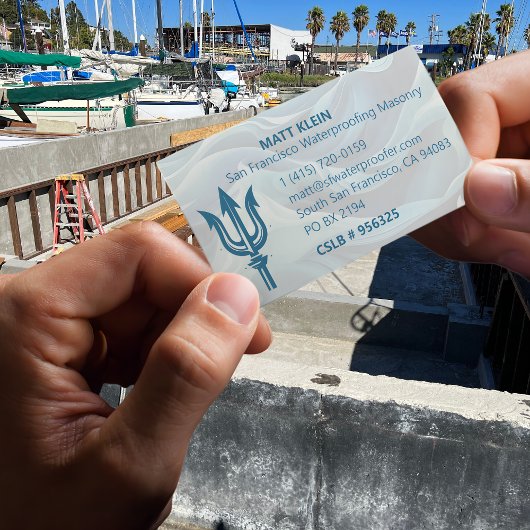 MATT KLEIN
San Francisco Waterproofing Masonry
1 (415) 720-0159
matt@sfwaterproofer.com
South San Francisco, CA 94083
PO BX 2194
CSLB # 956325